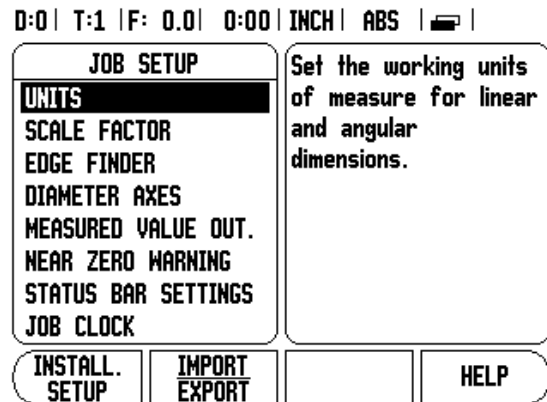 D:0 | T:1 | F: 0.0 | 0:00 | INCH | ABS |
JOB SETUP
UNITS
SCALE FACTOR
EDGE FINDER
DIAMETER AXES
MEASURED VALUE OUT.
NEAR ZERO WARNING
STATUS BAR SETTINGS
JOB CLOCK
Set the working units
of measure for linear
and angular
dimensions.
INSTALL.
SETUP
IMPORT
EXPORT
HELP